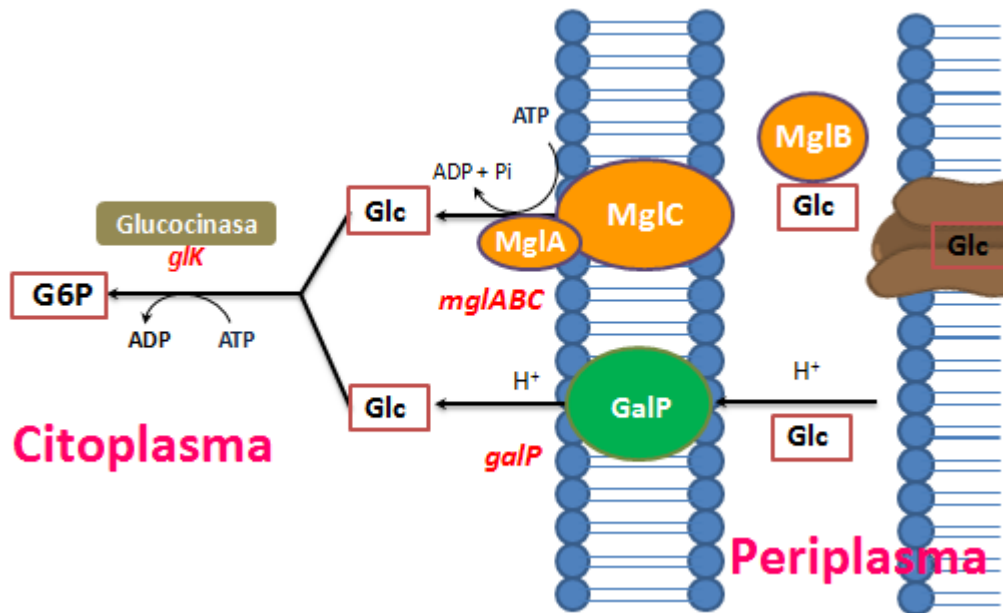 ATP
MglB
ADP + Pi
Glc
MglC
Glc
Glucocinasa
MglA
Glc
glK
G6P
mglABC
ADP
ATP
H+
H+
Glc
GalP
Glc
Citoplasma
galP
Periplasma